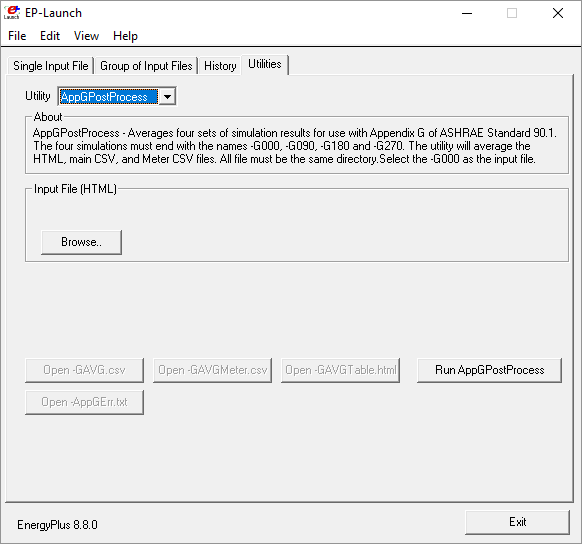 EP-Launch
Launch
File Edit View Help
Single Input File Group of Input Files History Utilities
Utility AppGPostProcess
About
AppGPostProcess - Averages four sets of simulation results for use with Appendix G of ASHRAE Standard 90.1.
The four simulations must end with the names -G000, -G090, -G180 and -G270. The utility will average the
HTML, main CSV, and Meter CSV files. All file must be the same directory.Select the -G000 as the input file.
Input File (HTML)
Browse..
Open -GAVG.csv Open -GAVGMeter.csv Open -GAVGTable.html Run AppGPostProcess
Open -AppGErr.txt
EnergyPlus 8.8.0 Exit